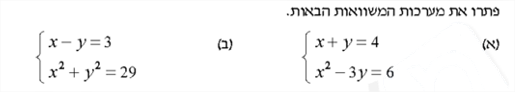 פתרו את מערכות המשוואות הבאות.
(א) x + y = 4
x² − 3y = 6
(ב) x − y = 3
x² + y² = 29